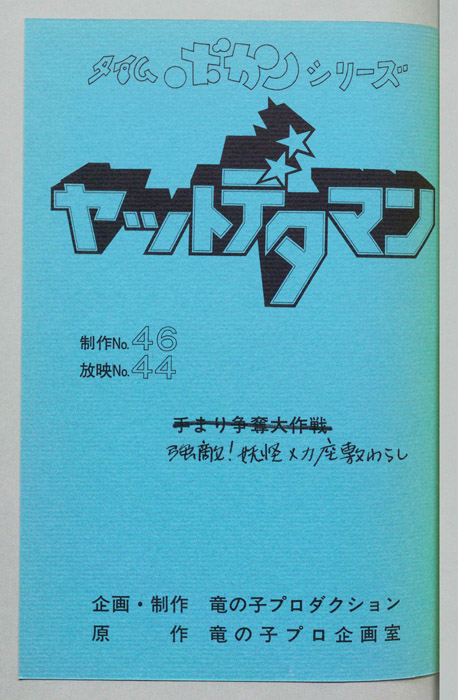 タイムボカンシリーズ
ヤットデタマン
制作No.46
放映No.44
手まり争奪大作戦
強敵!妖怪メカ座敷わらし
企画・制作 竜の子プロダクション
原 作 竜の子プロ企画室